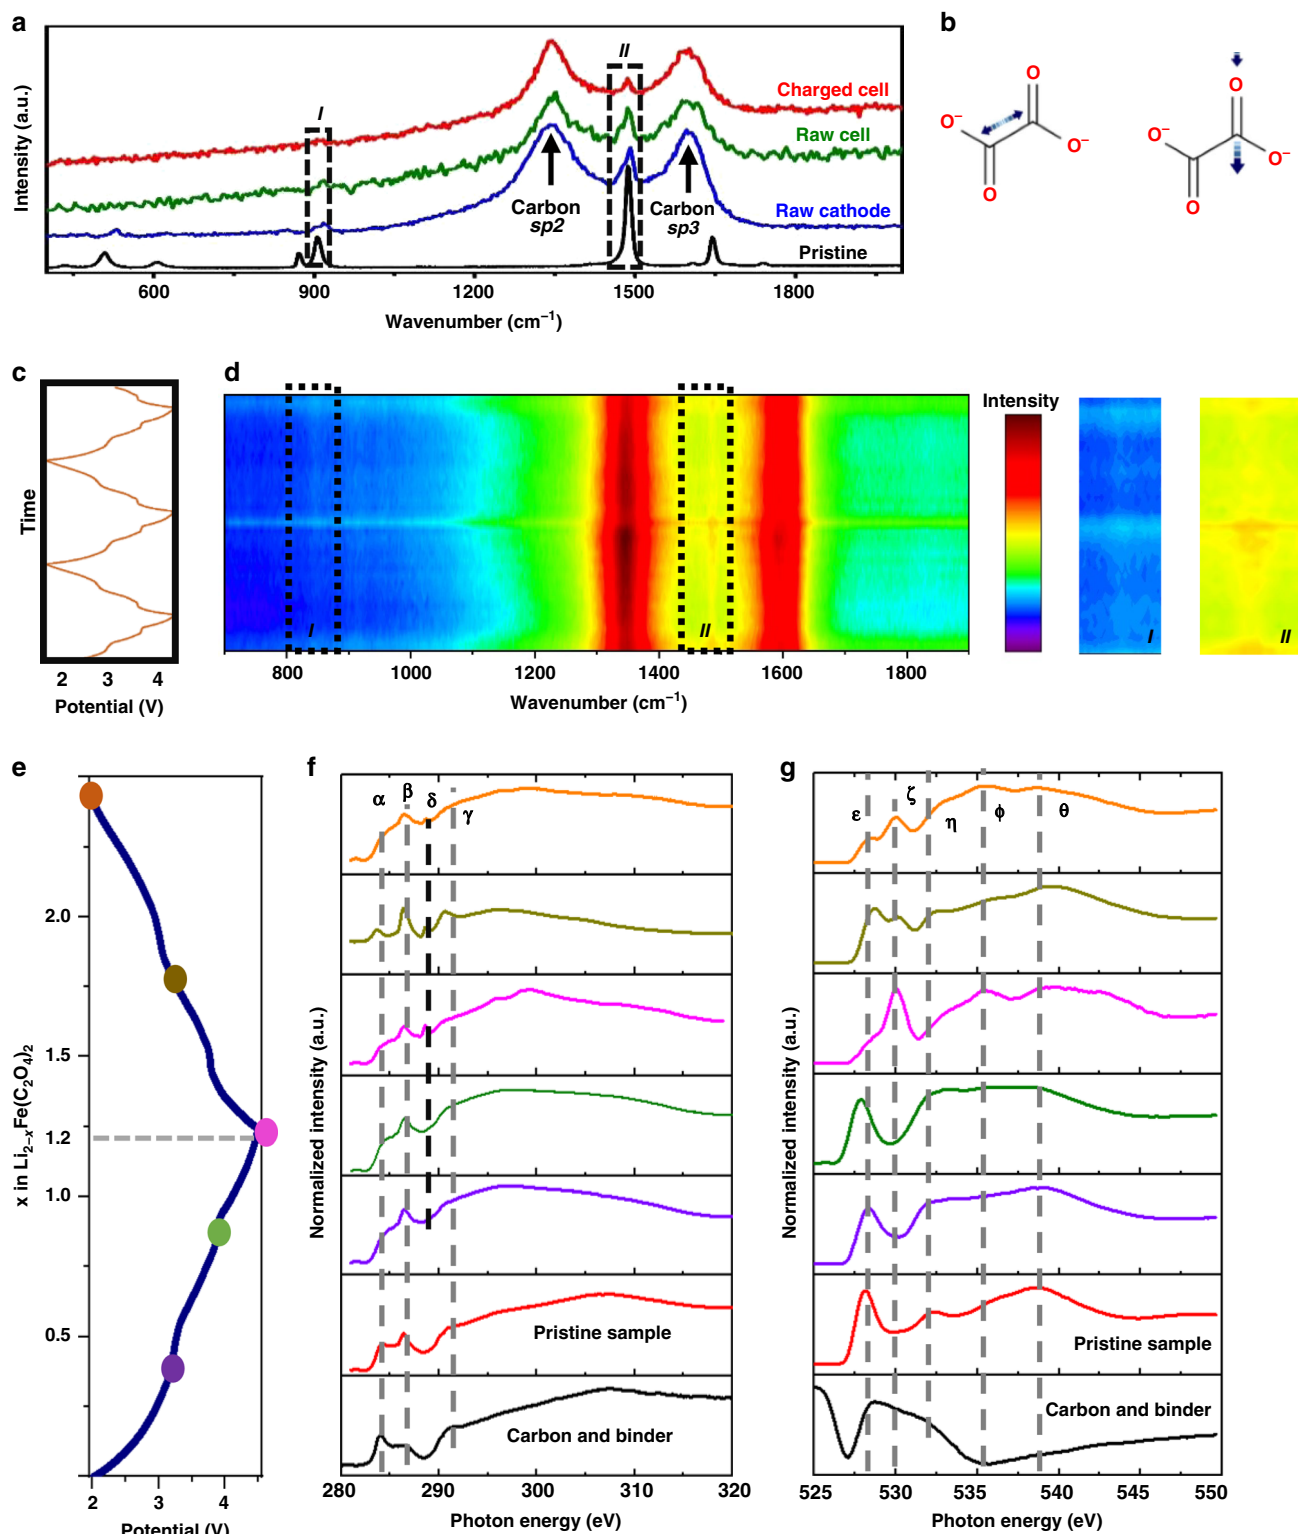 a
b
Intensity (a.u.)
I
II
Charged cell
Raw cell
Carbon
sp2
Carbon
sp3
Raw cathode
Pristine
600 900 1200 1500 1800
Wavenumber (cm⁻¹)
O
O⁻
O⁻
O
O
O⁻
O⁻
O
c
d
Time
2 3 4
Potential (V)
I
II
800 1000 1200 1400 1600 1800
Wavenumber (cm⁻¹)
Intensity
I
II
e
f
g
x in Li₂₋ₓFe(C₂O₄)₂
2.0
1.5
1.2
1.0
0.5
2 3 4
Potential (V)
Normalized intensity (a.u.)
α β δ γ
Pristine sample
Carbon and binder
280 290 300 310 320
Photon energy (eV)
Normalized intensity (a.u.)
ε ζ η ϕ θ
Pristine sample
Carbon and binder
525 530 535 540 545 550
Photon energy (eV)